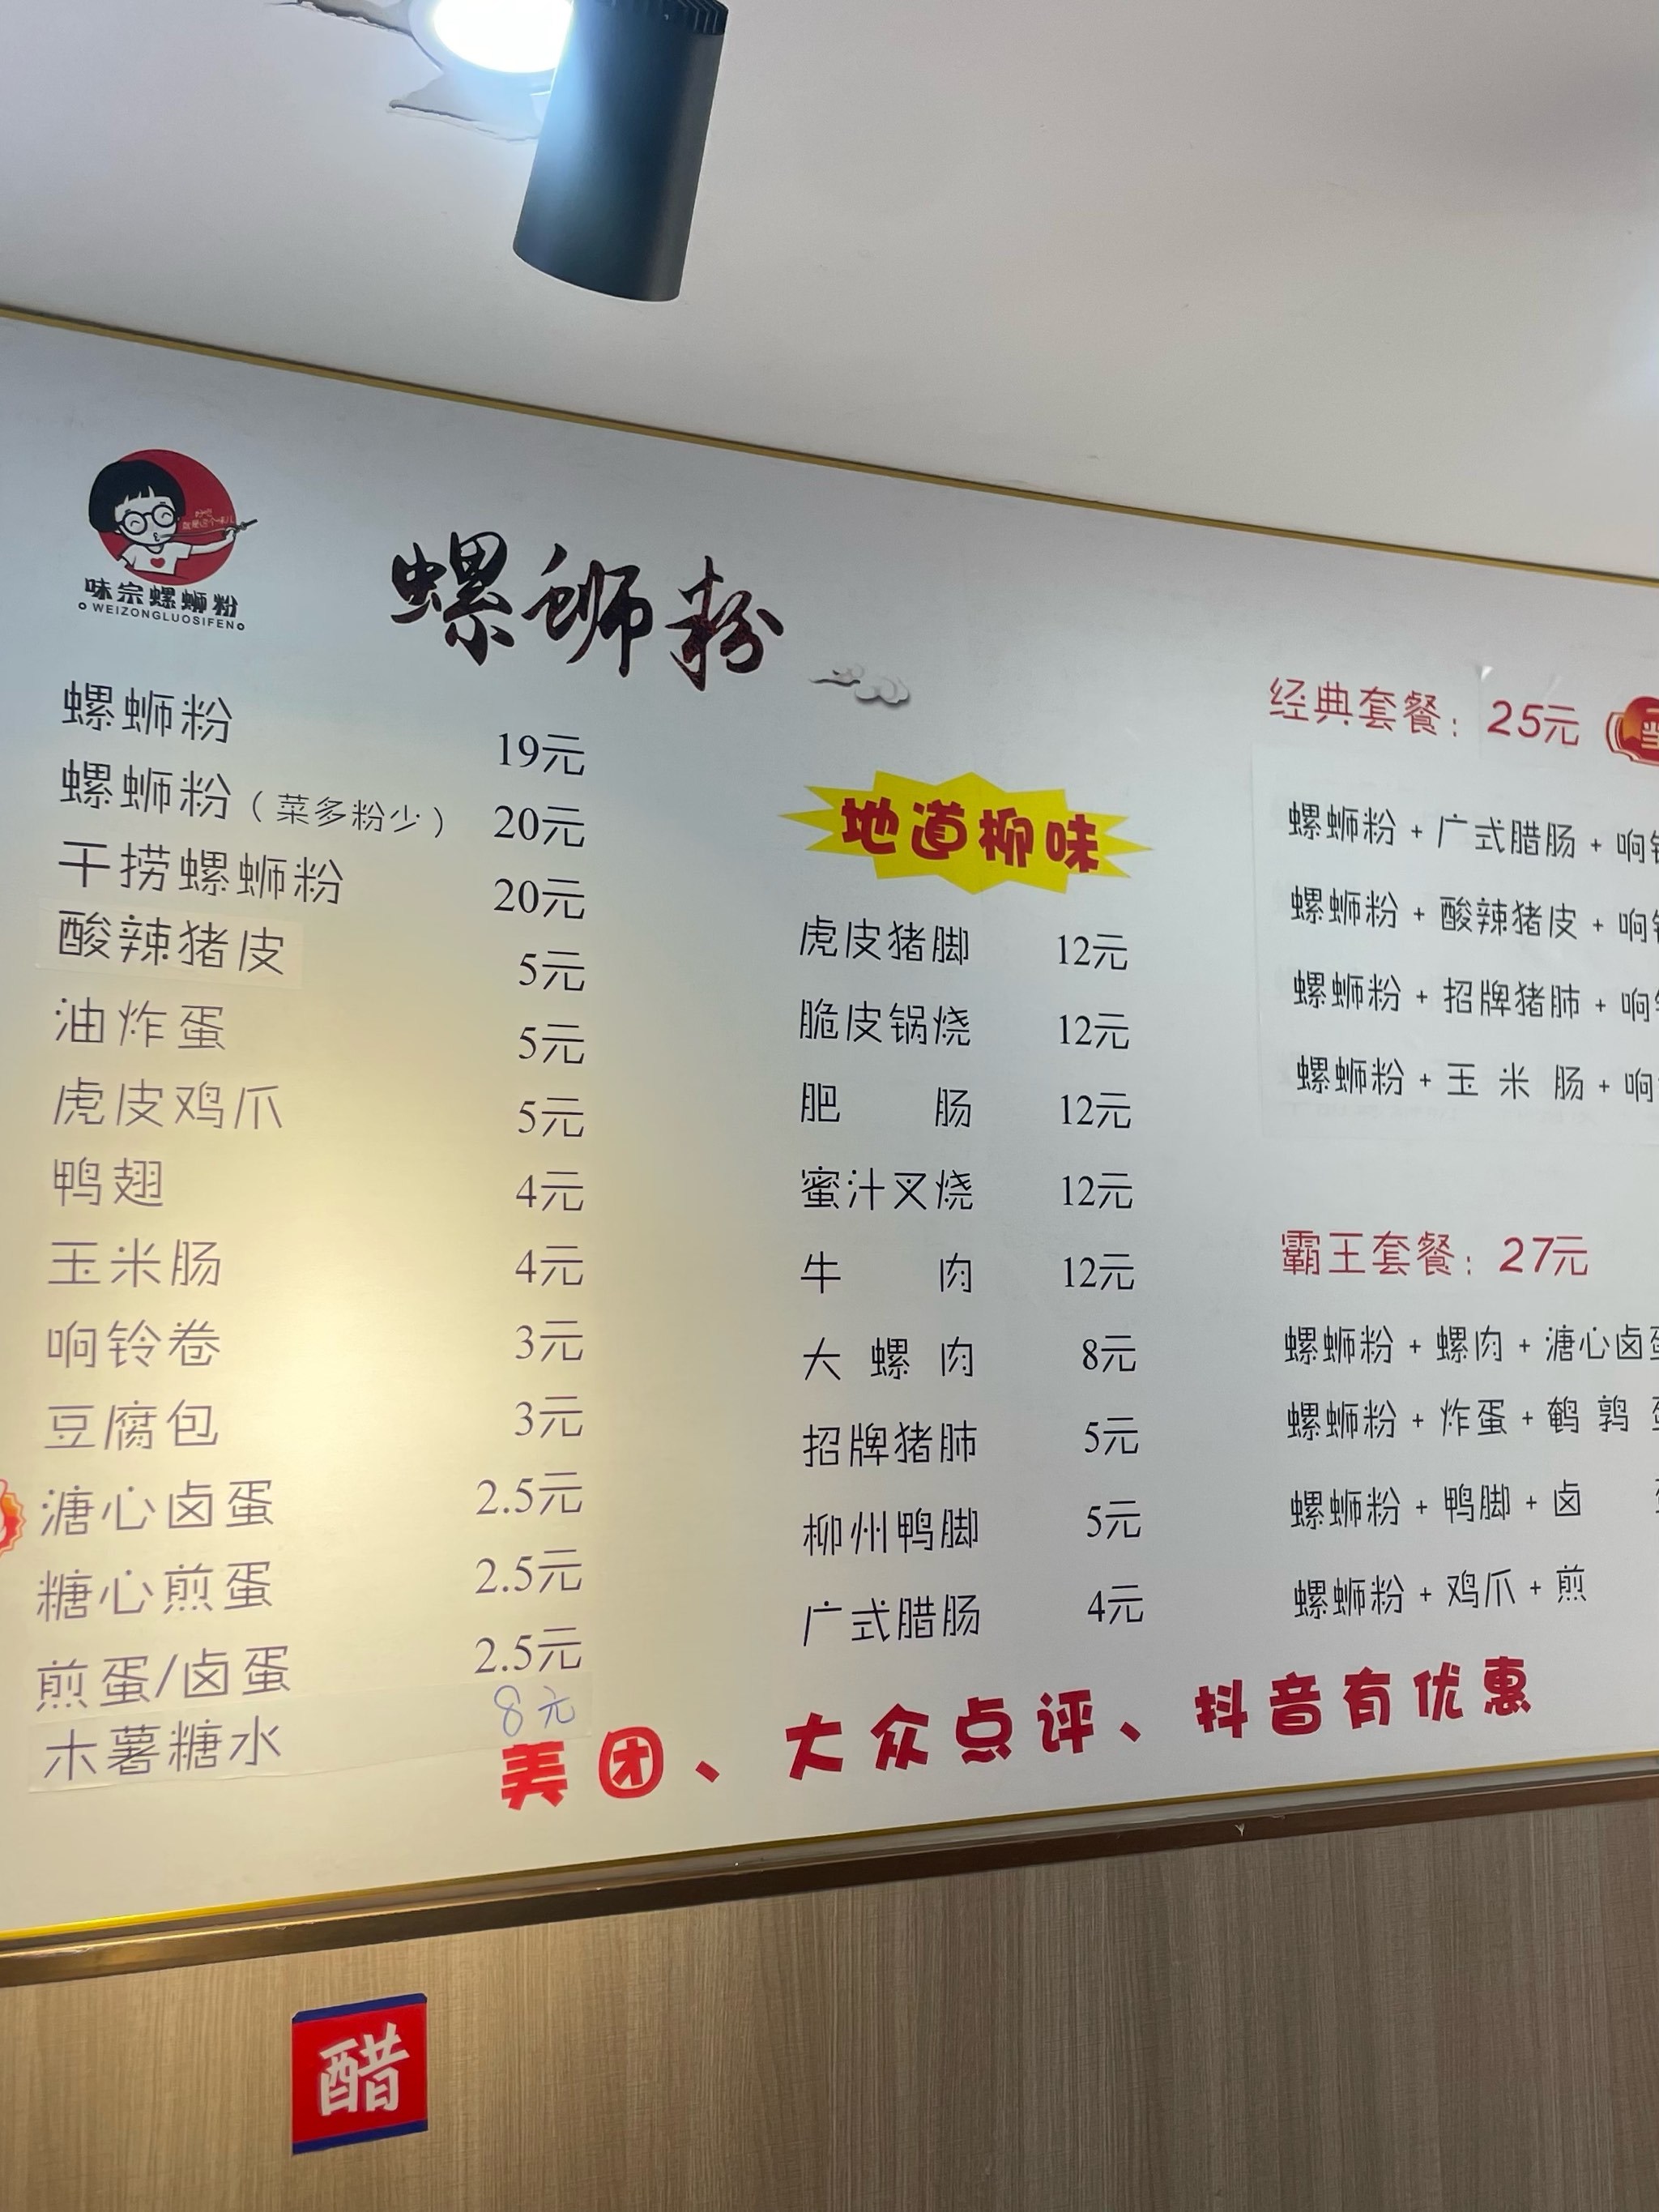 味宗螺蛳粉
WEIZONGLUOSIFEN
螺蛳粉
螺蛳粉 19元
螺蛳粉（菜多粉少） 20元
干捞螺蛳粉 20元
酸辣猪皮 5元
油炸蛋 5元
虎皮鸡爪 5元
鸭翅 4元
玉米肠 4元
响铃卷 3元
豆腐包 3元
溏心卤蛋 2.5元
糖心煎蛋 2.5元
煎蛋/卤蛋 2.5元
木薯糖水 8元
地道柳味
虎皮猪脚 12元
脆皮锅烧 12元
肥肠 12元
蜜汁叉烧 12元
牛肉 12元
大螺肉 8元
招牌猪肺 5元
柳州鸭脚 5元
广式腊肠 4元
经典套餐：25元
螺蛳粉+广式腊肠+响
螺蛳粉+酸辣猪皮+响
螺蛳粉+招牌猪肺+响
螺蛳粉+玉米肠+响
霸王套餐：27元
螺蛳粉+螺肉+溏心卤
螺蛳粉+炸蛋+鹌鹑
螺蛳粉+鸭脚+卤
螺蛳粉+鸡爪+煎
美团、大众点评、抖音有优惠
醋